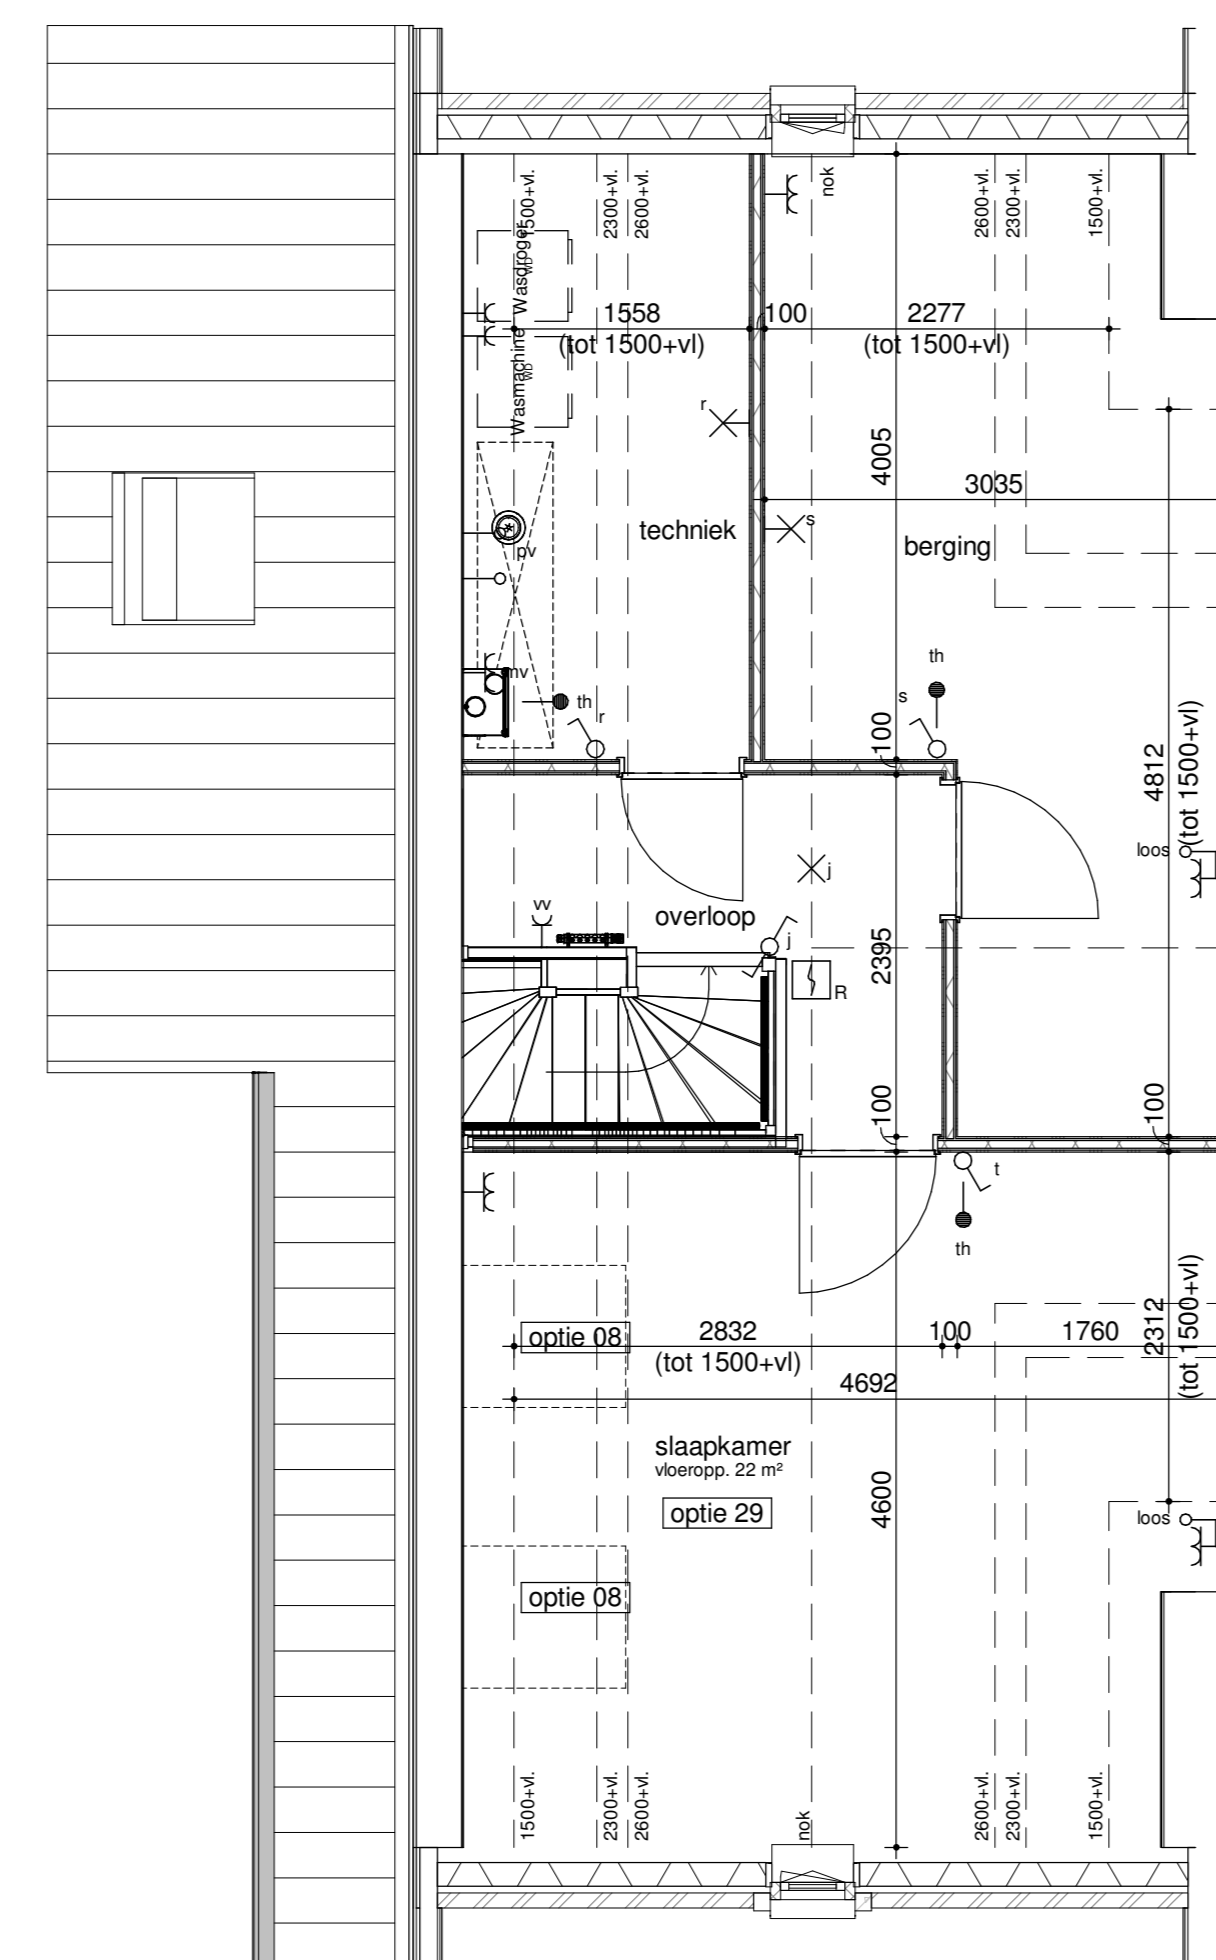 nok
1500+vl.
2300+vl.
2600+vl.
2600+vl.
2300+vl.
1500+vl.
Wasdroger
WD
1558
(tot 1500+vl)
100
2277
(tot 1500+vl)
Wasmachine
WD
r
4005
3035
s
techniek
berging
pv
th
mv
th
r
s
100
4812
(tot 1500+vl)
loos
j
vv
overloop
j
2395
R
100
100
t
th
optie 08
2832
(tot 1500+vl)
100
1760
2312
(tot 1500+vl)
4692
slaapkamer
vloeropp. 22 m²
optie 29
4600
loos
optie 08
1500+vl.
2300+vl.
2600+vl.
nok
2600+vl.
2300+vl.
1500+vl.